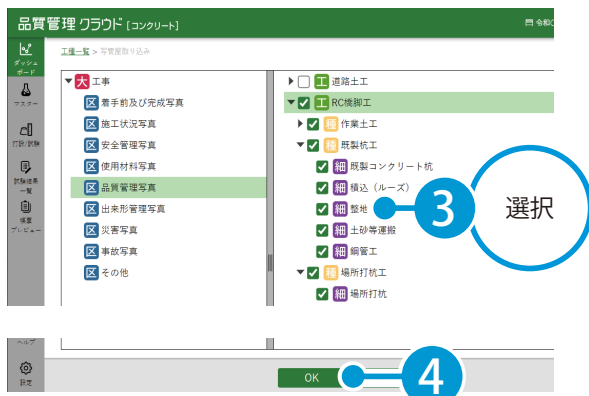 品質管理 クラウド [コンクリート]
令和
ダッシュ
ボード
マスター
打設/試験
試験結果
一覧
帳票
プレビュー
工種一覧 > 写管屋取り込み
大 工事
区 着手前及び完成写真
区 施工状況写真
区 安全管理写真
区 使用材料写真
区 品質管理写真
区 出来形管理写真
区 災害写真
区 事故写真
区 その他
工 道路土工
工 RC橋脚工
種 作業土工
種 既製杭工
細 既製コンクリート杭
細 積込（ルーズ）
細 整地
細 土砂等運搬
細 鋼管工
種 場所打杭工
細 場所打杭
3
選択
ヘルプ
設定
OK
4